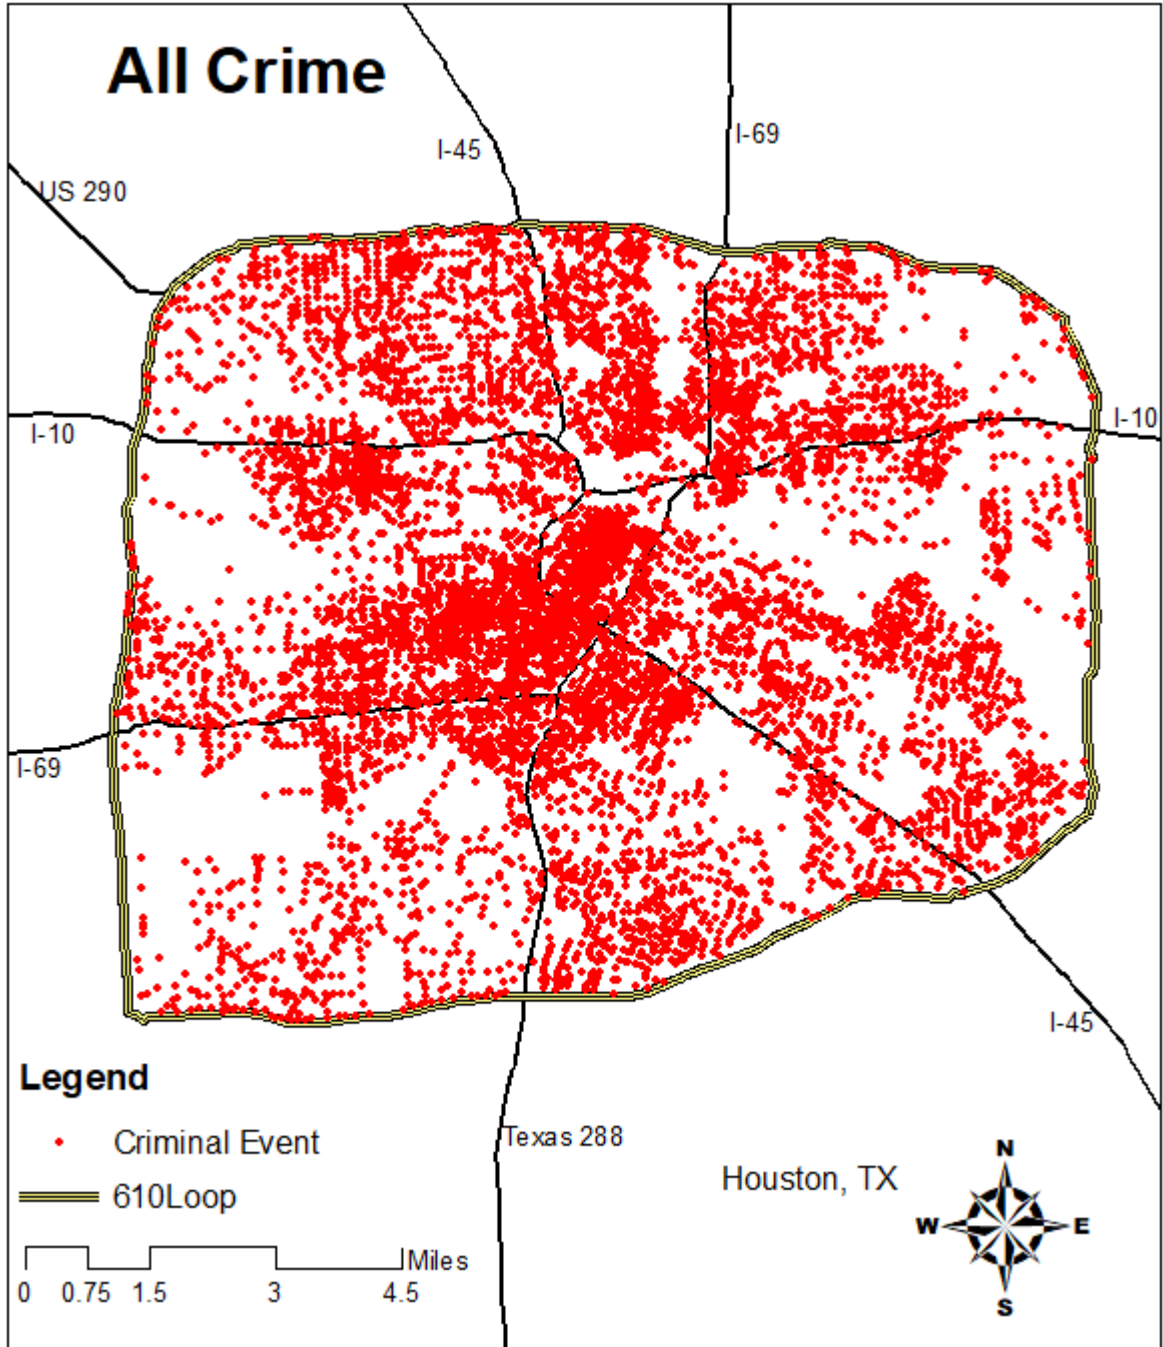 All Crime
I-45
I-69
US 290
I-10
I-10
I-69
I-45
Legend
Criminal Event
610Loop
Texas 288
Houston, TX
N
W E
S
Miles
0 0.75 1.5 3 4.5